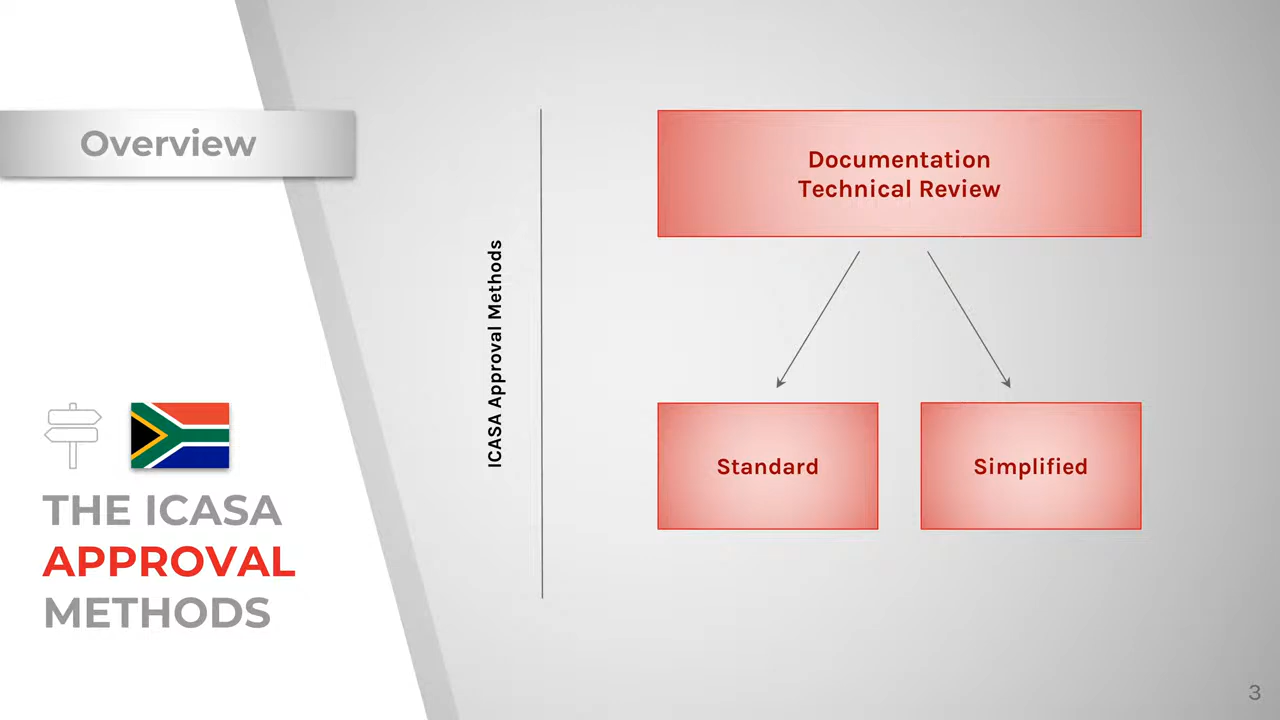 Overview
THE ICASA
APPROVAL
METHODS
ICASA Approval Methods
Documentation
Technical Review
Standard
Simplified
3